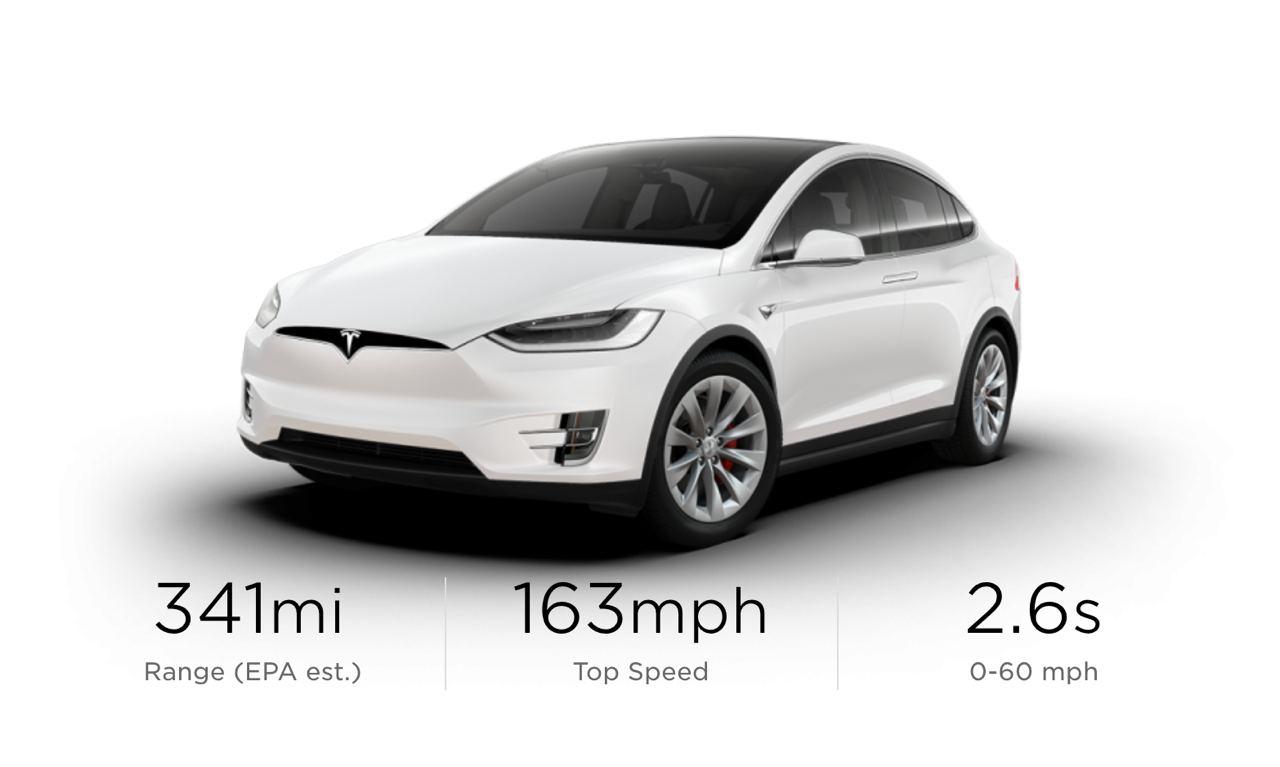 341mi
Range (EPA est.)
163mph
Top Speed
2.6s
0-60 mph